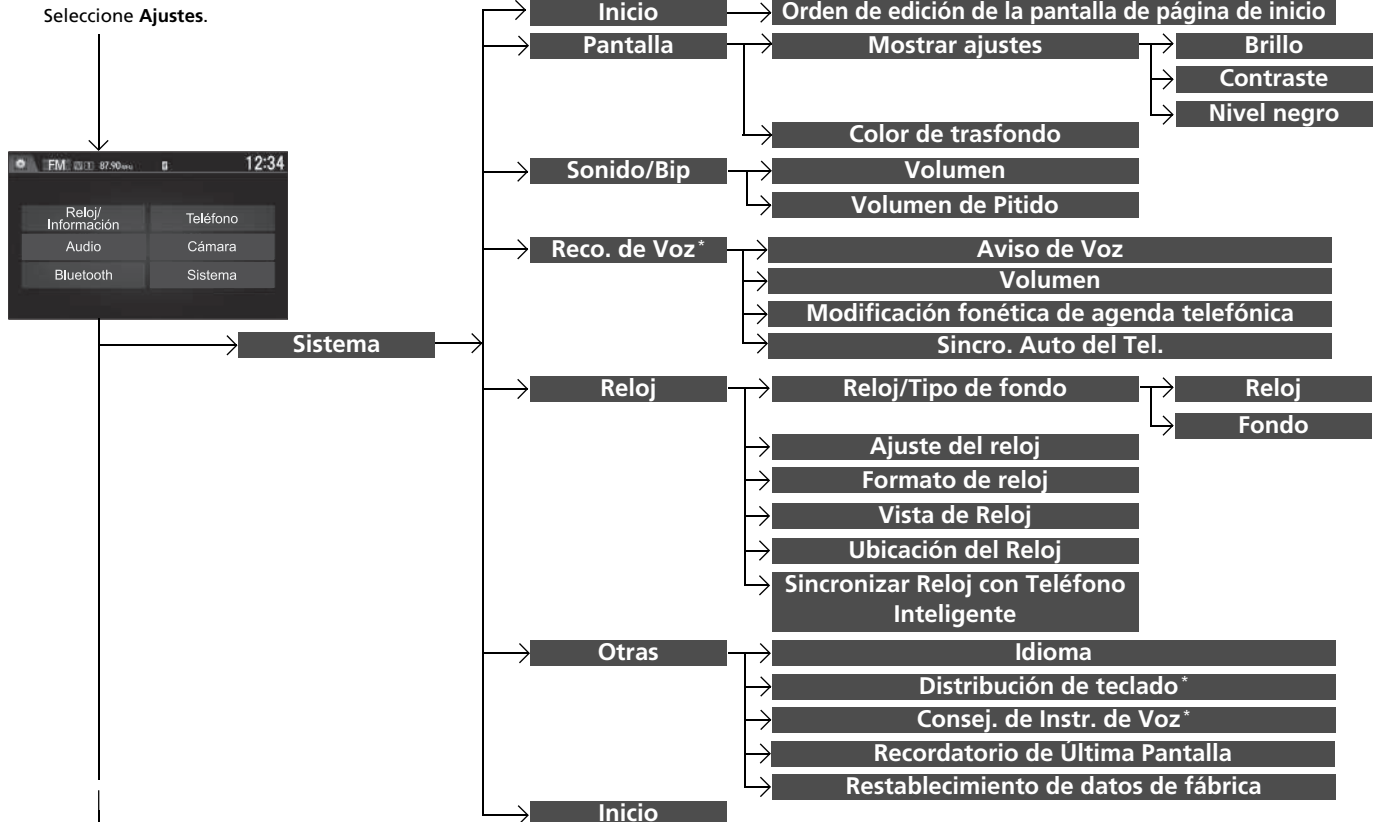 Seleccione Ajustes.
FM 87.90 12:34
Reloj/
Información
Teléfono
Audio
Cámara
Bluetooth
Sistema
Sistema
Inicio
Orden de edición de la pantalla de página de inicio
Pantalla
Mostrar ajustes
Brillo
Contraste
Nivel negro
Color de trasfondo
Sonido/Bip
Volumen
Volumen de Pitido
Reco. de Voz*
Aviso de Voz
Volumen
Modificación fonética de agenda telefónica
Sincro. Auto del Tel.
Reloj
Reloj/Tipo de fondo
Reloj
Fondo
Ajuste del reloj
Formato de reloj
Vista de Reloj
Ubicación del Reloj
Sincronizar Reloj con Teléfono
Inteligente
Otras
Idioma
Distribución de teclado*
Consej. de Instr. de Voz*
Recordatorio de Última Pantalla
Restablecimiento de datos de fábrica
Inicio